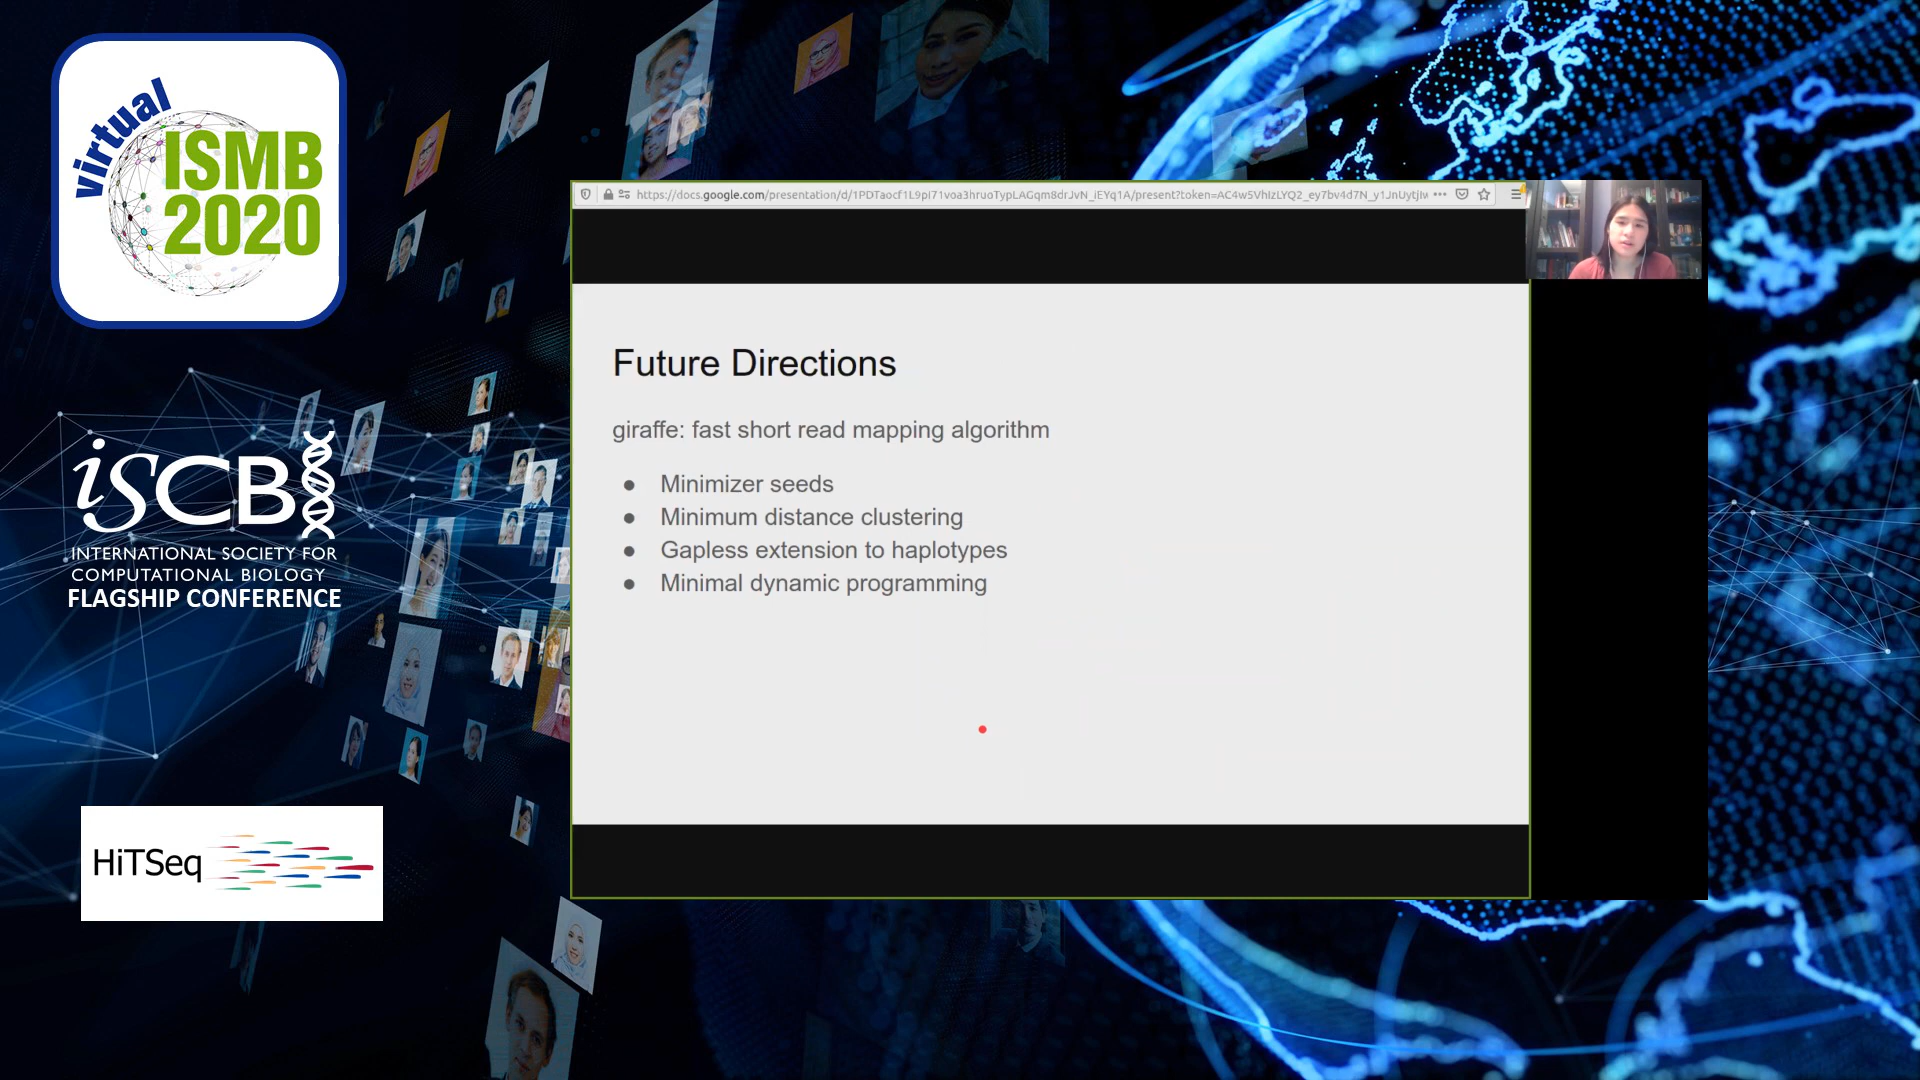 virtual
ISMB
2020
iSCB
INTERNATIONAL SOCIETY FOR
COMPUTATIONAL BIOLOGY
FLAGSHIP CONFERENCE
HiTSeq
Future Directions
giraffe: fast short read mapping algorithm
● Minimizer seeds
● Minimum distance clustering
● Gapless extension to haplotypes
● Minimal dynamic programming